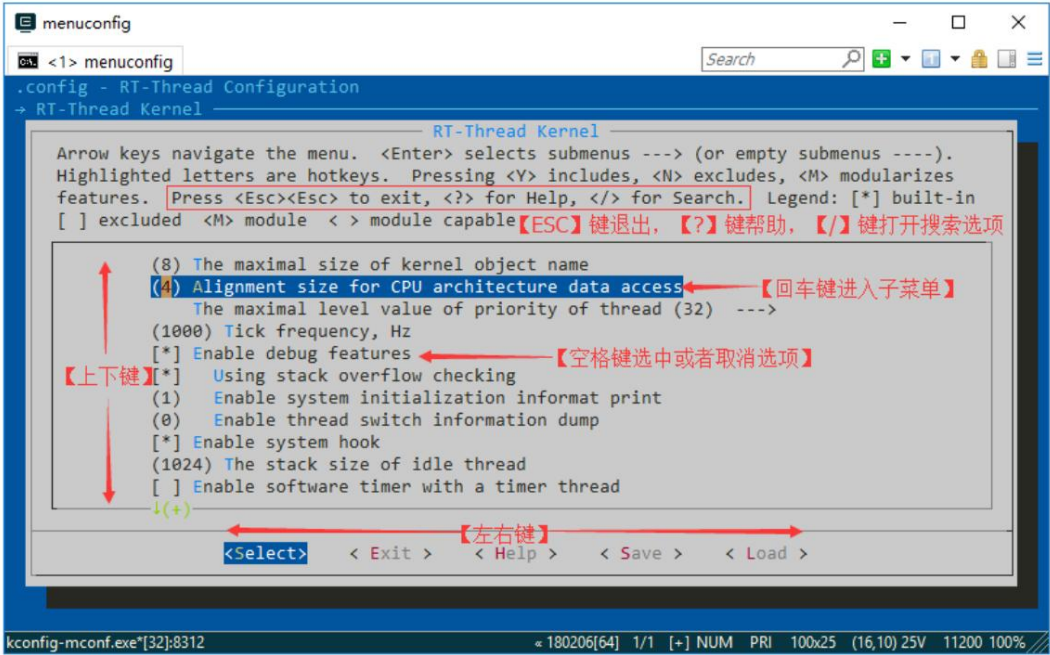 menuconfig
<1> menuconfig
Search
.config - RT-Thread Configuration
→ RT-Thread Kernel
RT-Thread Kernel
Arrow keys navigate the menu. <Enter> selects submenus ---> (or empty submenus ----).
Highlighted letters are hotkeys. Pressing <Y> includes, <N> excludes, <M> modularizes
features. Press <Esc><Esc> to exit, <?> for Help, </> for Search. Legend: [*] built-in
[ ] excluded <M> module < > module capable
【ESC】键退出，【?】键帮助，【/】键打开搜索选项
(8) The maximal size of kernel object name
(4) Alignment size for CPU architecture data access
【回车键进入子菜单】
The maximal level value of priority of thread (32) --->
(1000) Tick frequency, Hz
[*] Enable debug features
【空格键选中或者取消选项】
【上下键】
[*] Using stack overflow checking
(1) Enable system initialization informat print
(0) Enable thread switch information dump
[*] Enable system hook
(1024) The stack size of idle thread
[ ] Enable software timer with a timer thread
↓(+)
【左右键】
<Select> < Exit > < Help > < Save > < Load >
kconfig-mconf.exe*[32]:8312
« 180206[64] 1/1 [+] NUM PRI 100x25 (16,10) 25V 11200 100%